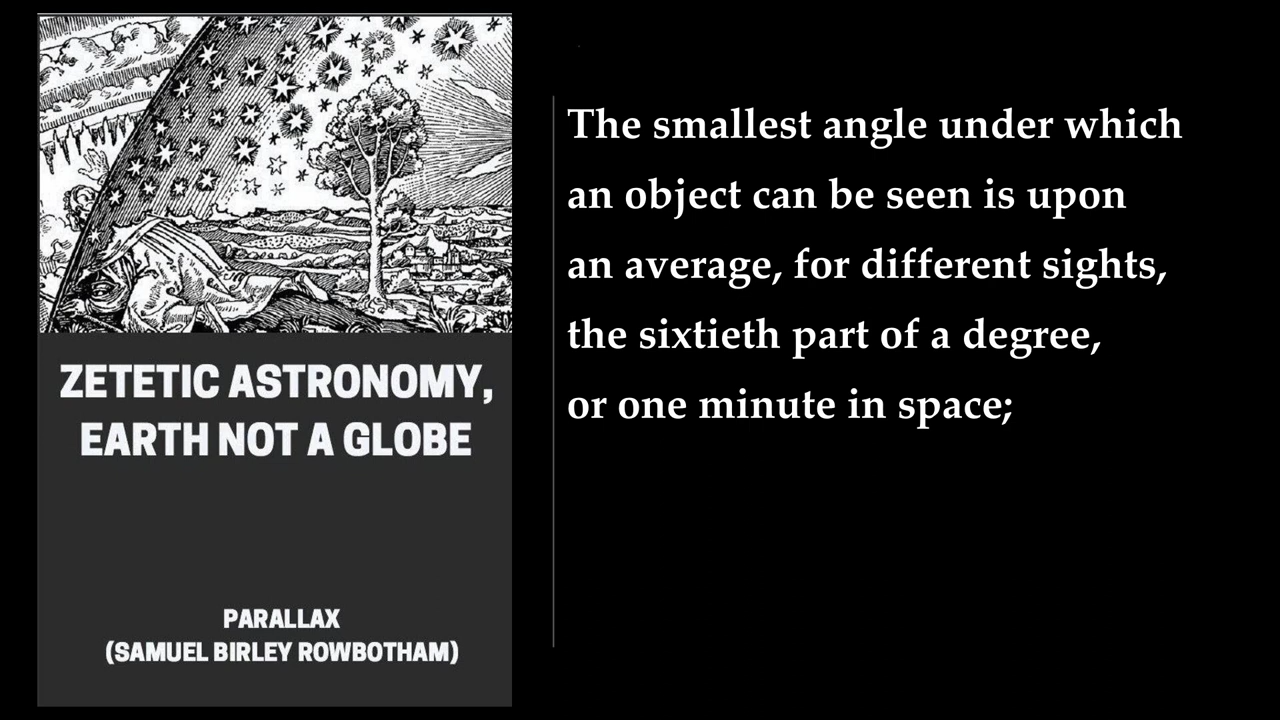 ZETETIC ASTRONOMY,
EARTH NOT A GLOBE
PARALLAX
(SAMUEL BIRLEY ROWBOTHAM)
The smallest angle under which
an object can be seen is upon
an average, for different sights,
the sixtieth part of a degree,
or one minute in space;